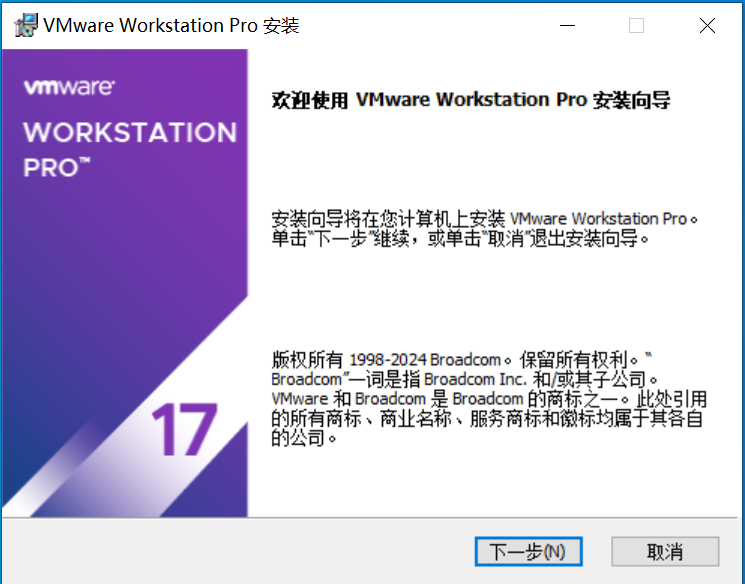 VMware Workstation Pro 安装
vmware®
WORKSTATION
PRO™
17
欢迎使用 VMware Workstation Pro 安装向导
安装向导将在您计算机上安装 VMware Workstation Pro。
单击“下一步”继续，或单击“取消”退出安装向导。
版权所有 1998-2024 Broadcom。保留所有权利。“
Broadcom”一词是指 Broadcom Inc. 和/或其子公司。
VMware 和 Broadcom 是 Broadcom 的商标之一。此处引用
的所有商标、商业名称、服务商标和徽标均属于其各自
的公司。
下一步(N)
取消